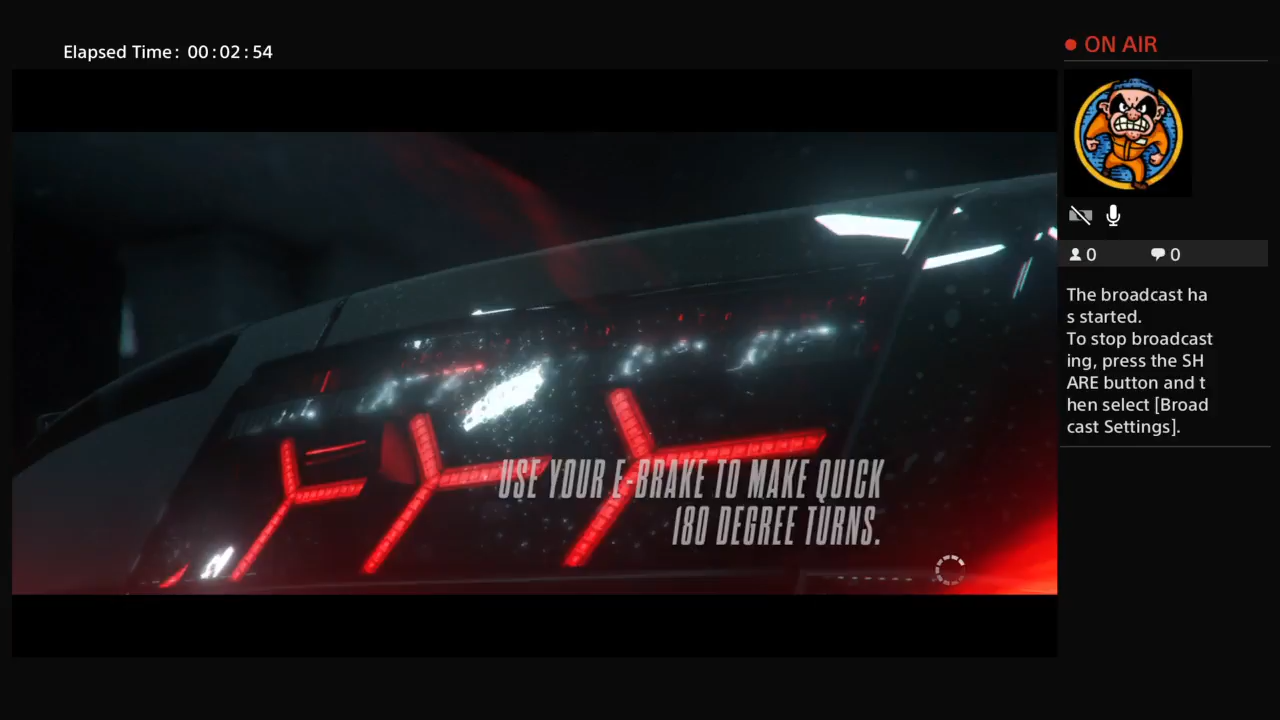 Elapsed Time: 00:02:54
ON AIR
0 0
The broadcast ha
s started.
To stop broadcast
ing, press the SH
ARE button and t
hen select [Broad
cast Settings].
USE YOUR E-BRAKE TO MAKE QUICK
180 DEGREE TURNS.